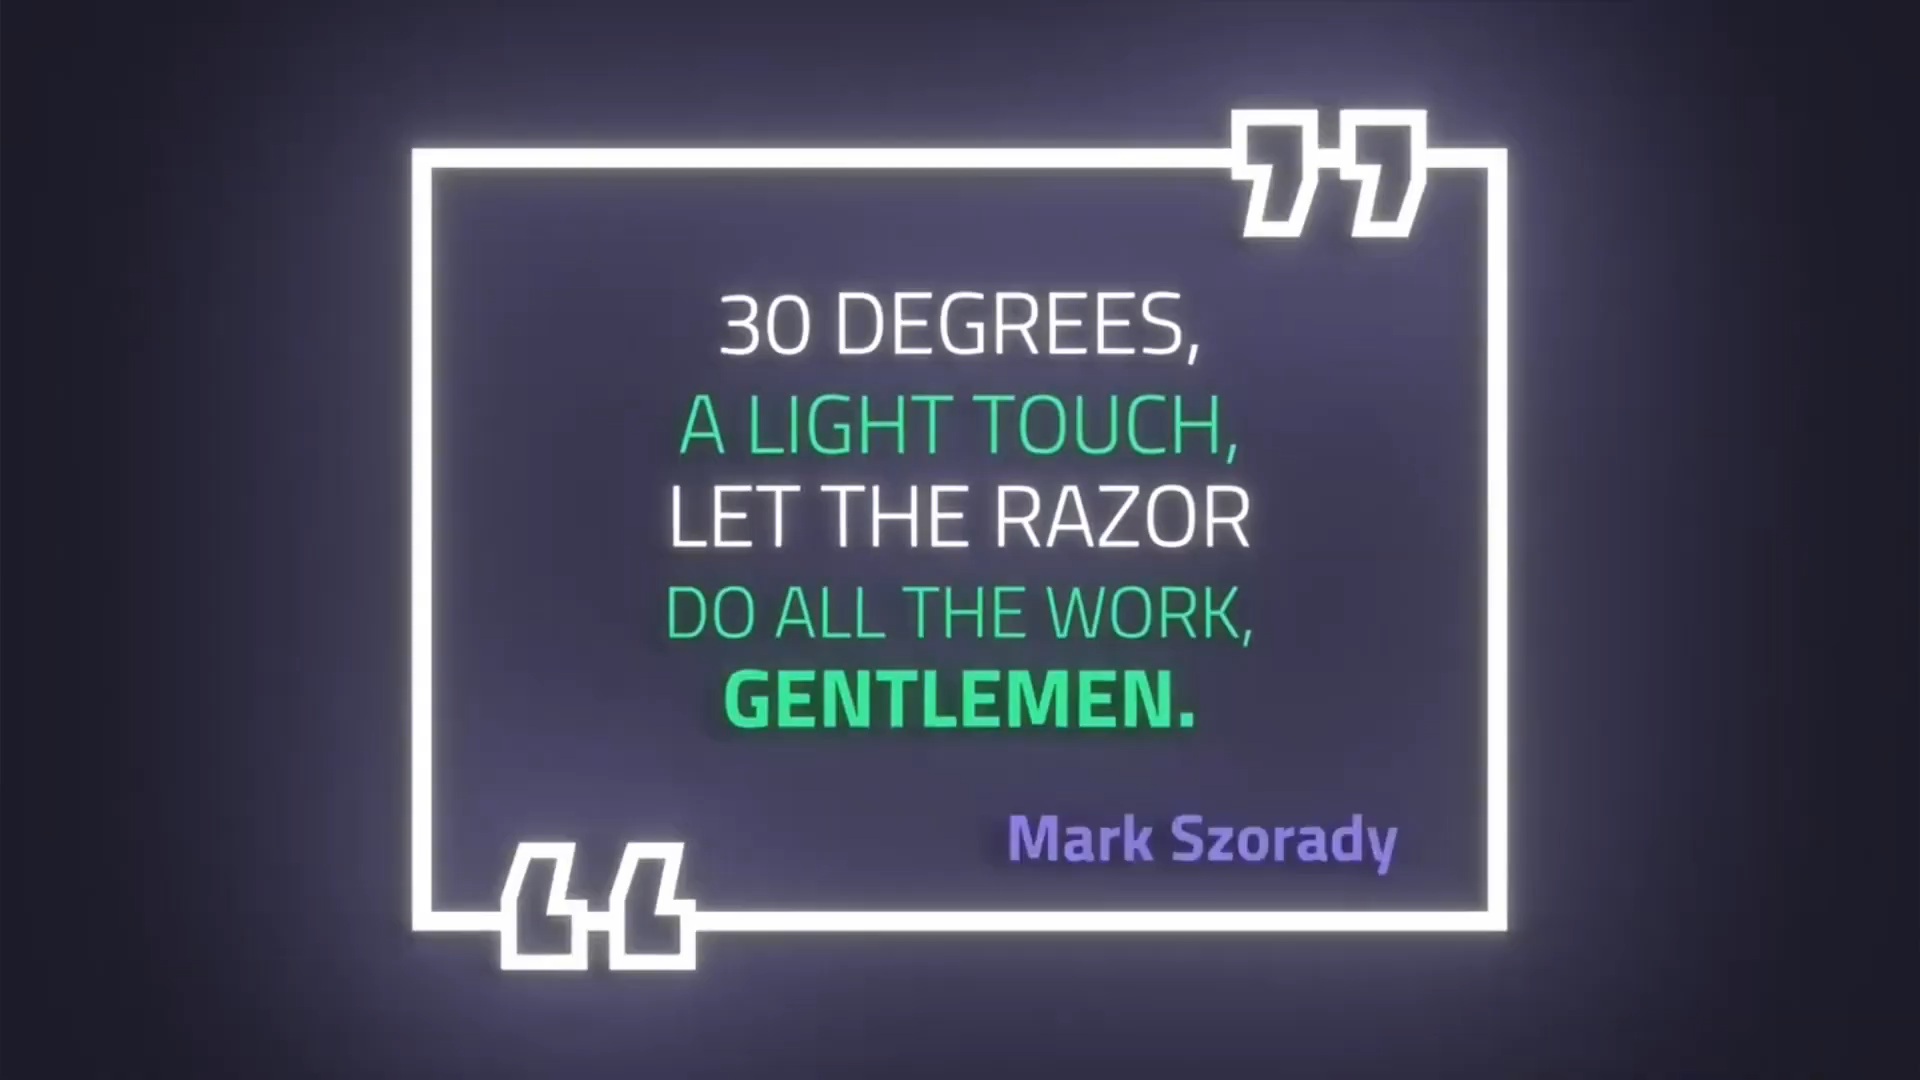 30 DEGREES,
A LIGHT TOUCH,
LET THE RAZOR
DO ALL THE WORK,
GENTLEMEN.
Mark Szorady